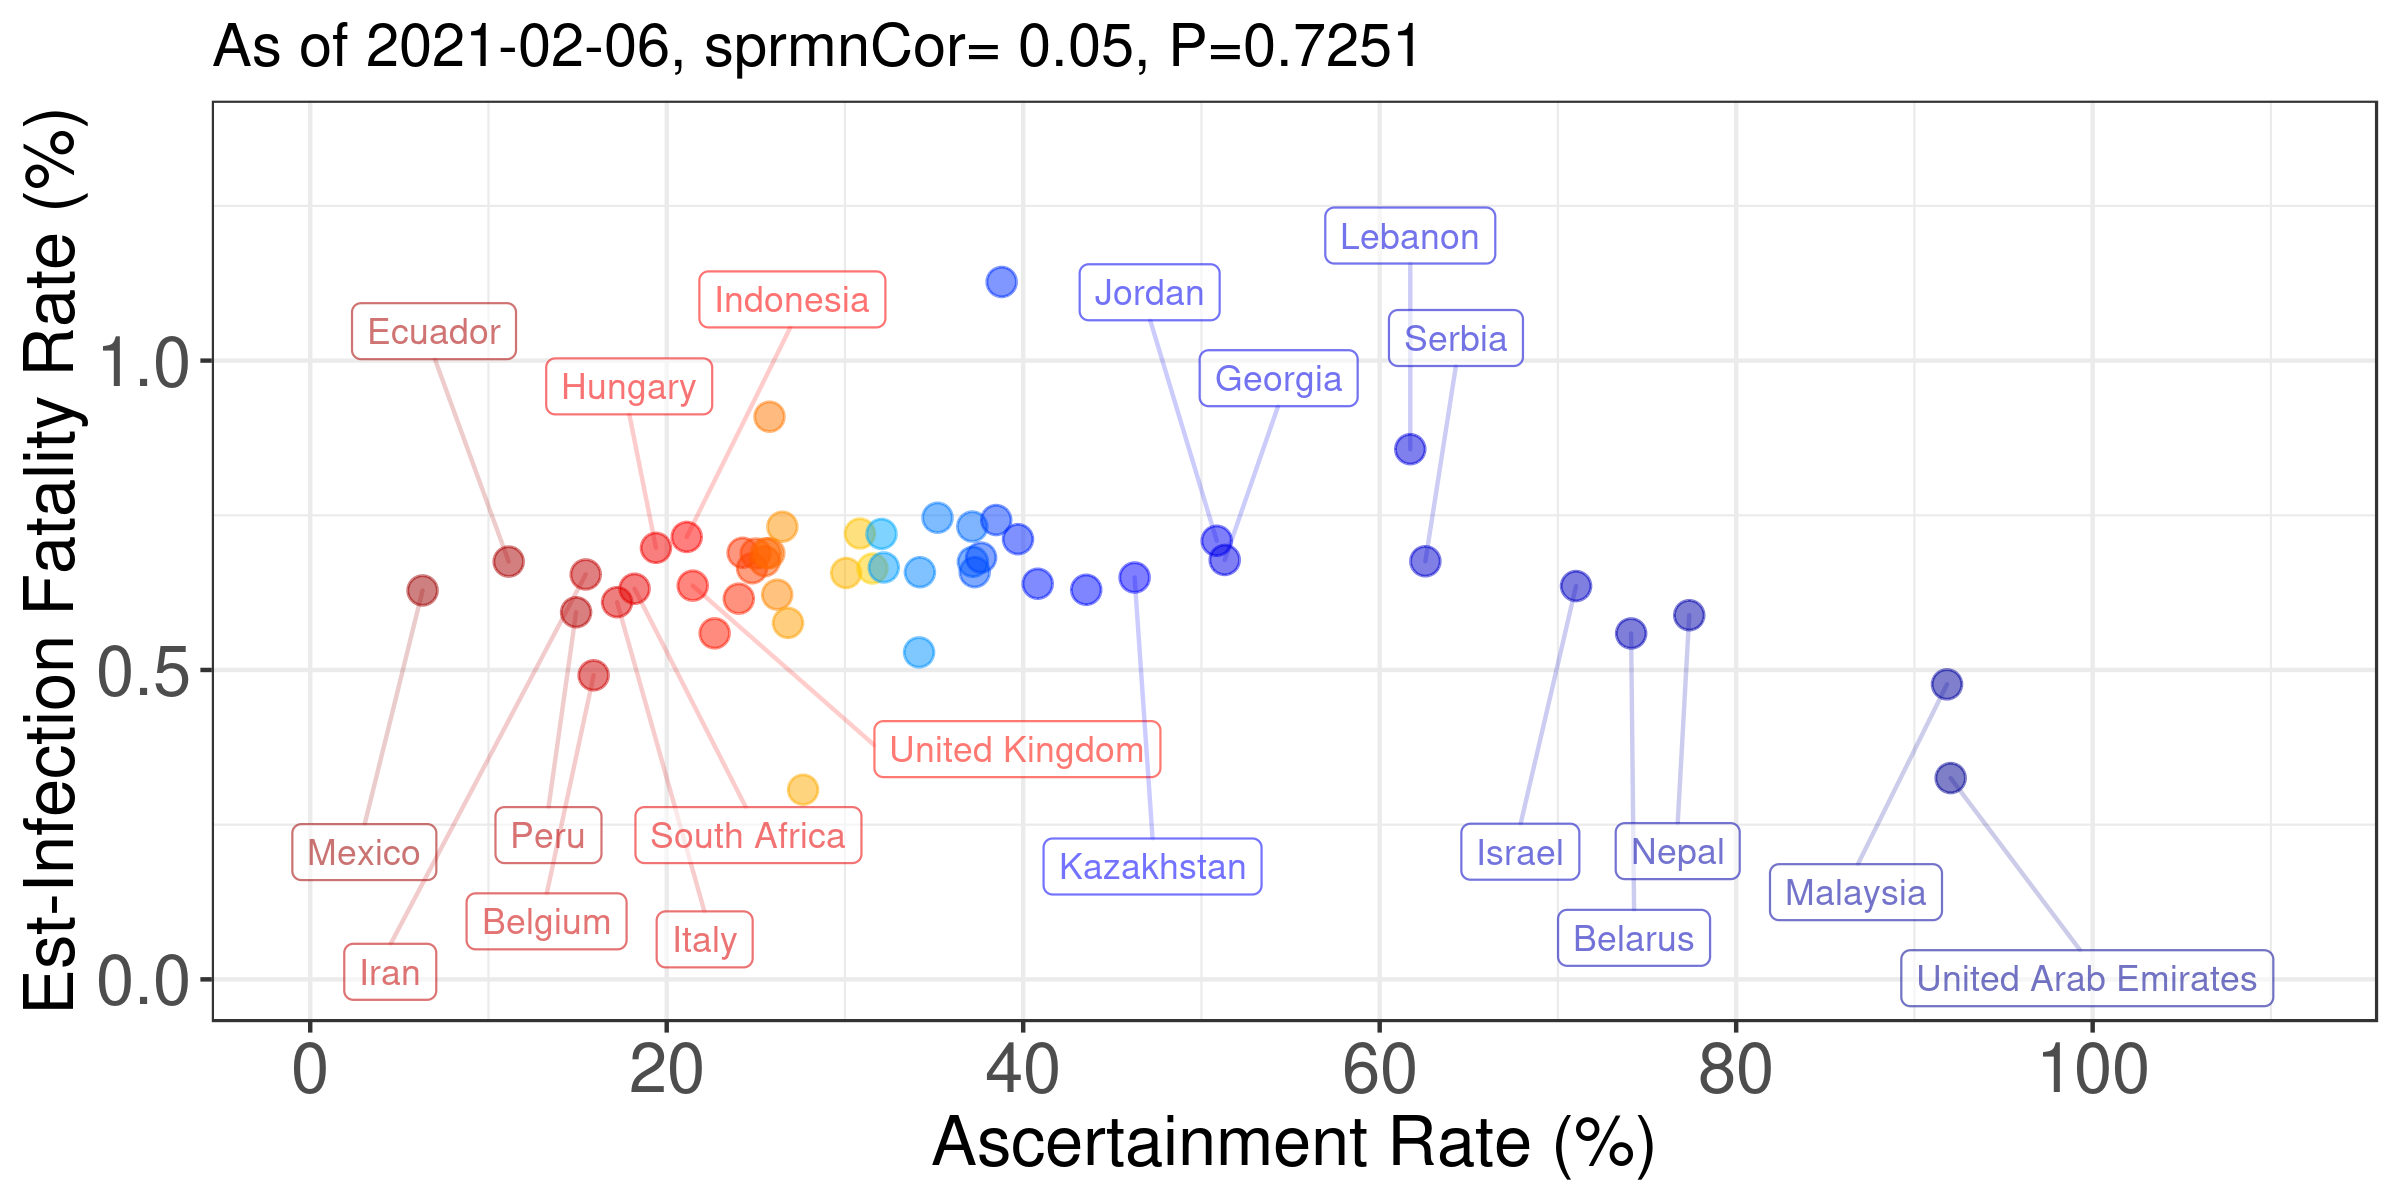 As of 2021-02-06, sprmnCor= 0.05, P=0.7251
Est-Infection Fatality Rate (%)
1.0
0.5
0.0
Lebanon
Jordan
Indonesia
Ecuador
Serbia
Georgia
Hungary
United Kingdom
Peru
South Africa
Mexico
Kazakhstan
Israel
Nepal
Malaysia
Belgium
Italy
Belarus
Iran
United Arab Emirates
0 20 40 60 80 100
Ascertainment Rate (%)